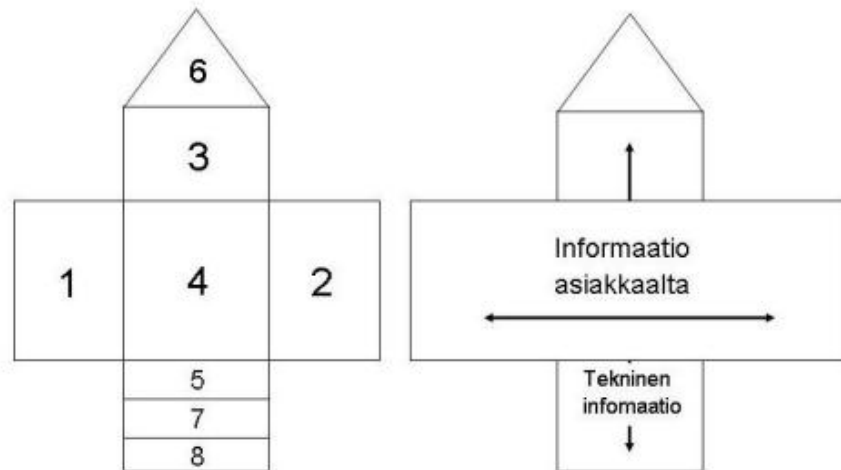 6
3
1 4 2
5
7
8
Informaatio
asiakkaalta
Tekninen
infomaatio